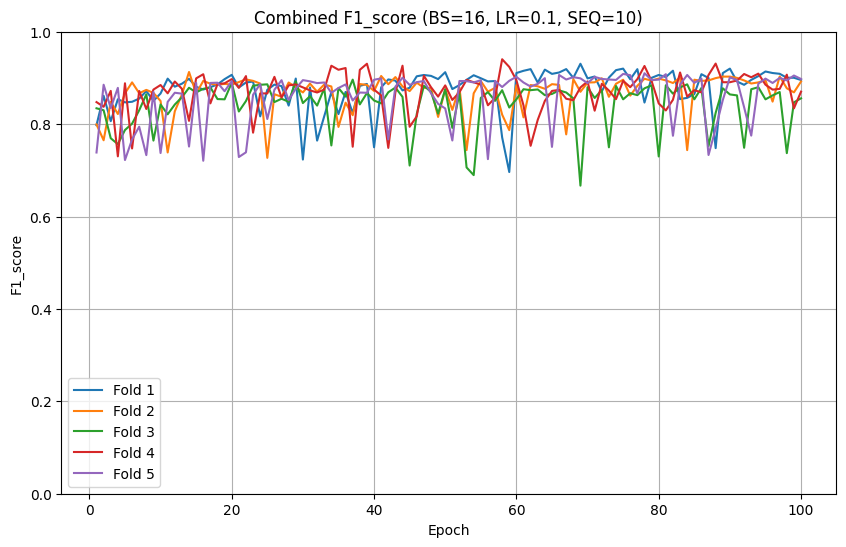 Combined F1_score (BS=16, LR=0.1, SEQ=10)
F1_score
1.0
0.8
0.6
0.4
0.2
0.0
Fold 1
Fold 2
Fold 3
Fold 4
Fold 5
0 20 40 60 80 100
Epoch